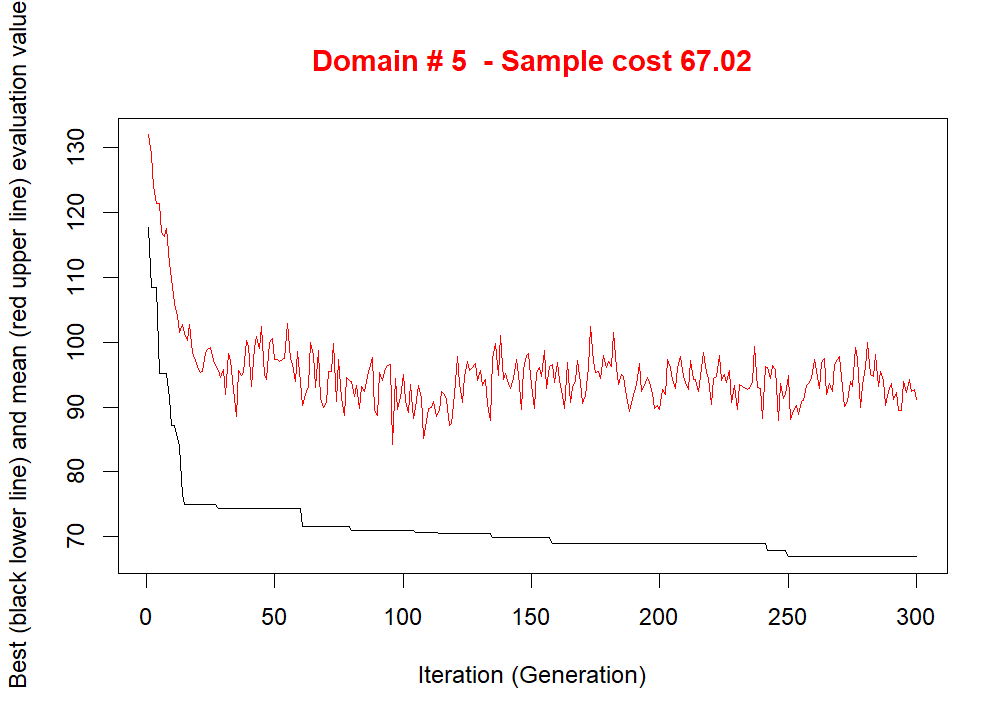 Domain # 5  - Sample cost 67.02
Best (black lower line) and mean (red upper line) evaluation value
130
120
110
100
90
80
70
0 50 100 150 200 250 300
Iteration (Generation)